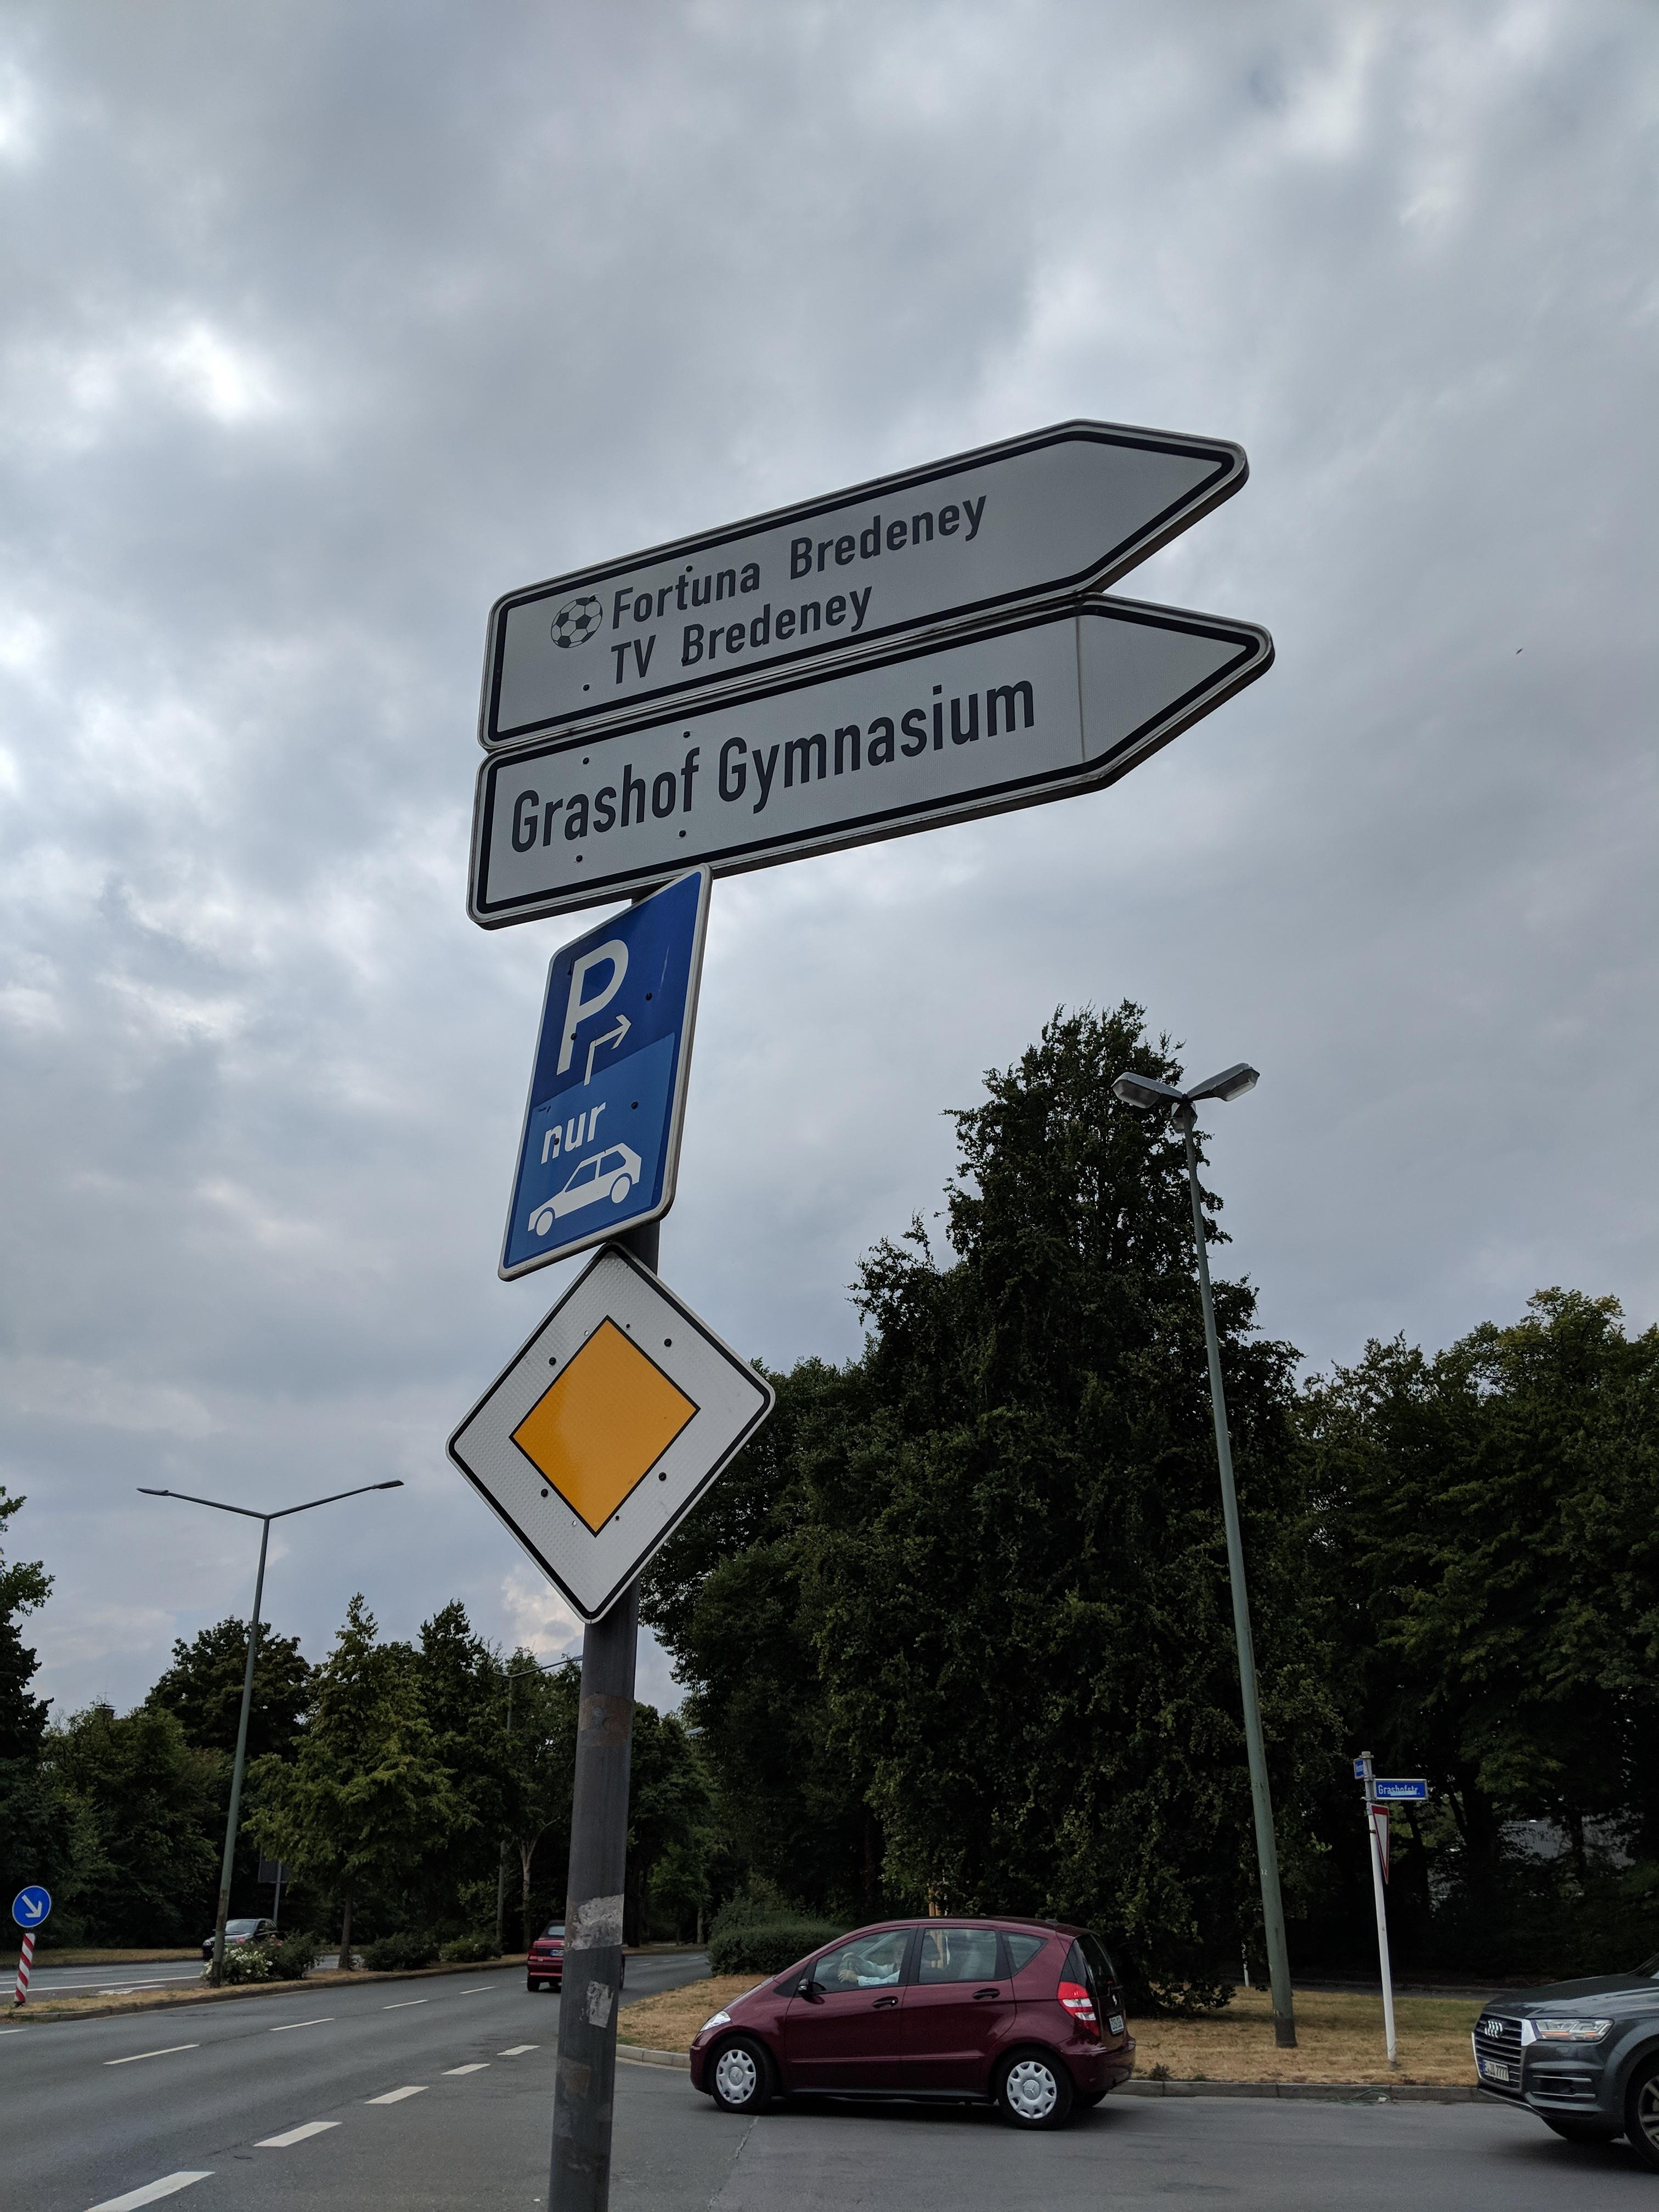 Fortuna Bredeney
TV Bredeney
Grashof Gymnasium
P
nur
Grashofstr.